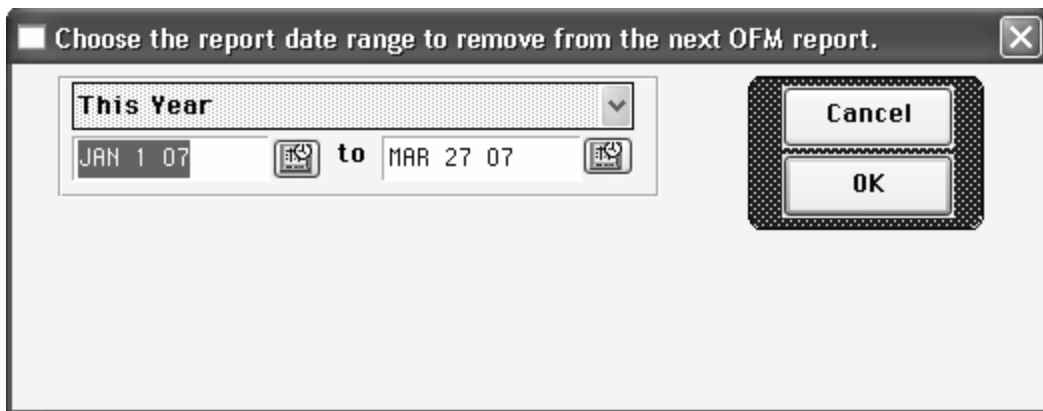 Choose the report date range to remove from the next OFM report.
This Year
JAN 1 07 to MAR 27 07
Cancel
OK